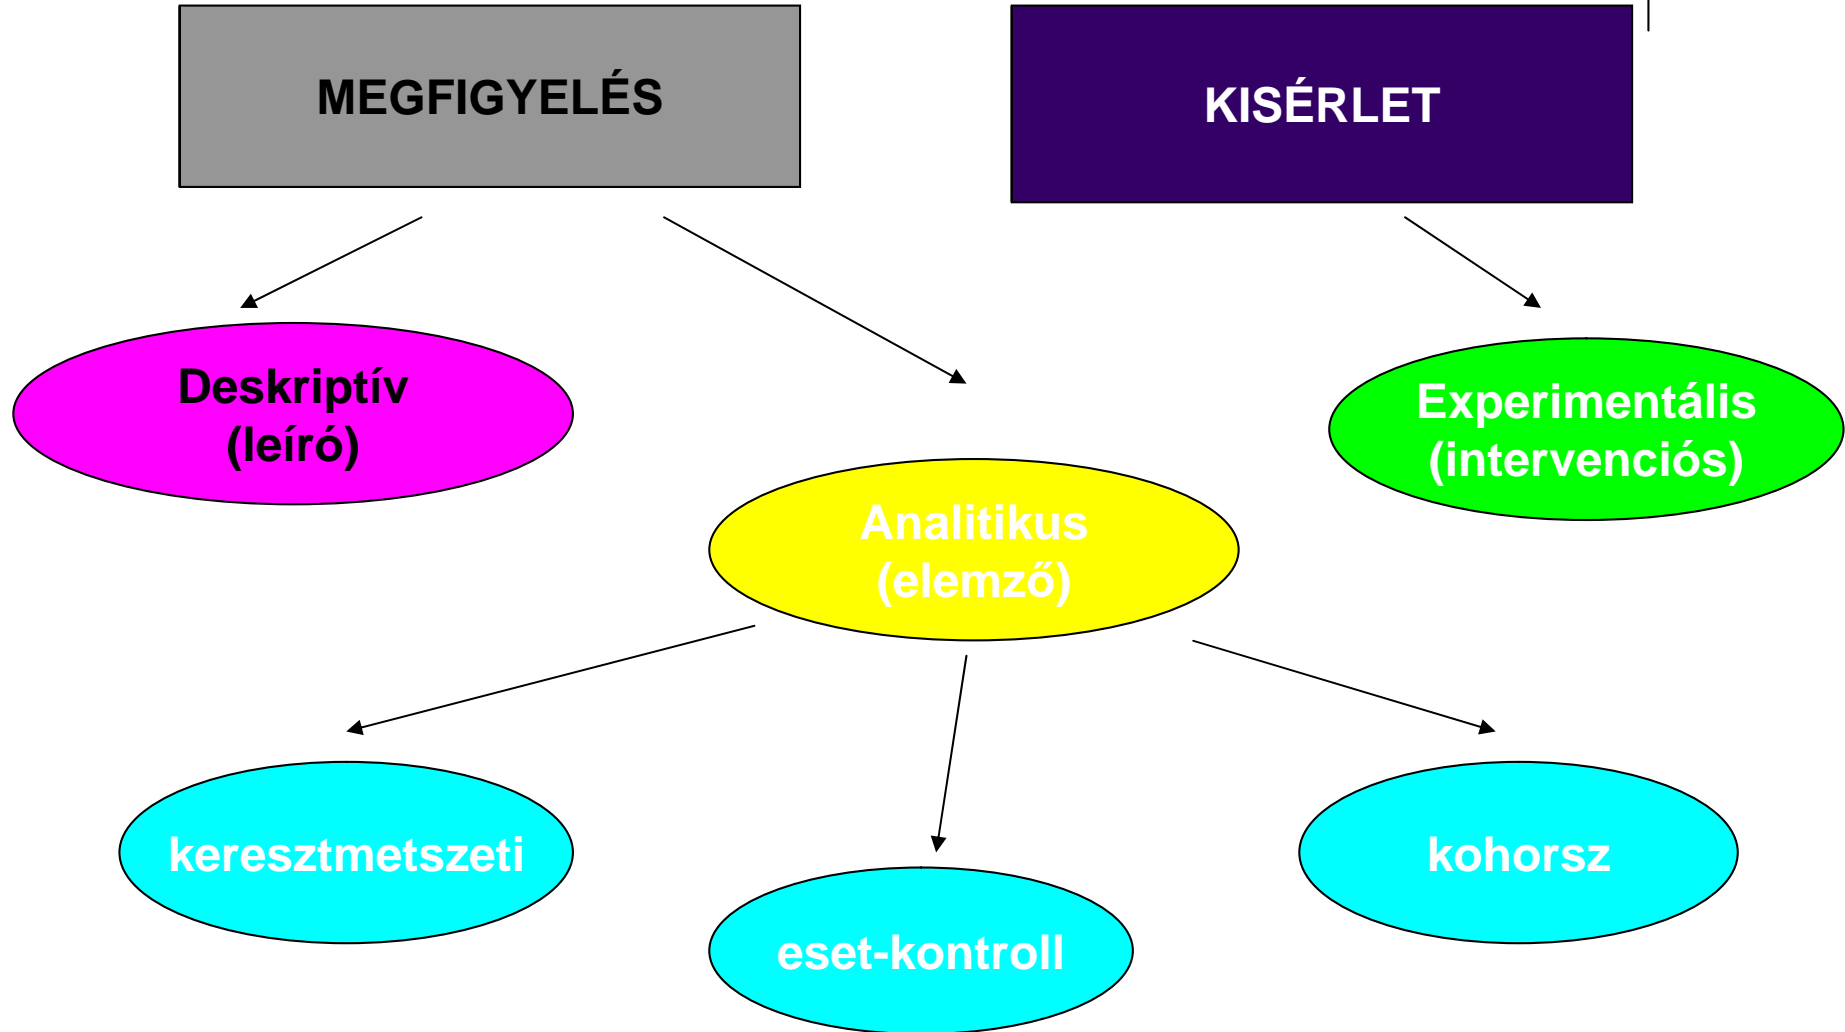 MEGFIGYELÉS
KISÉRLET
Deskriptív
(leíró)
Experimentális
(intervenciós)
Analitikus
(elemző)
keresztmetszeti
eset-kontroll
kohorsz